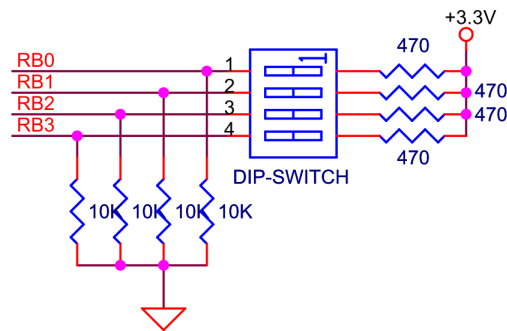 +3.3V
470
RB0 1
RB1 2 470
RB2 3 470
RB3 4
470
DIP-SWITCH
10K 10K 10K 10K